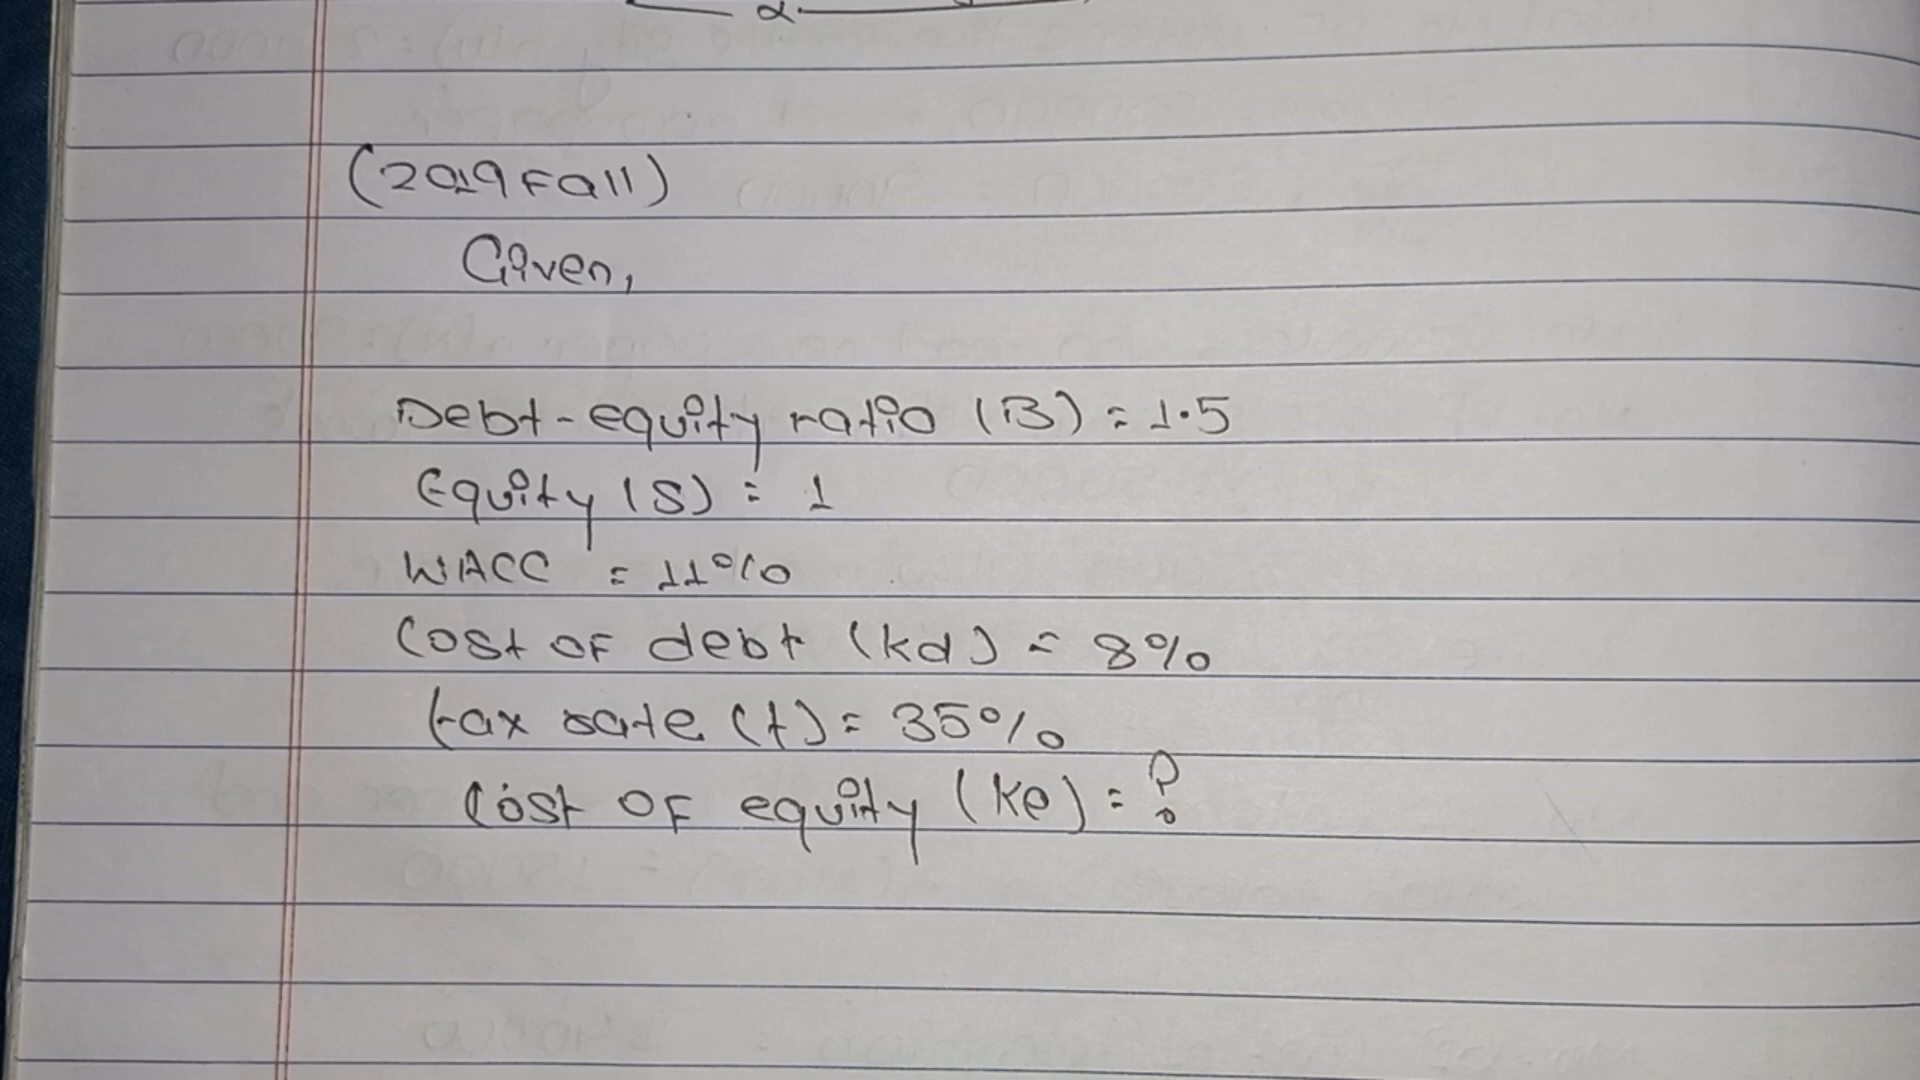 (2019 Fall)
Given,
Debt-equity ratio (B) = 1.5
Equity (S) = 1
WACC = 11%
Cost of debt (kd) = 8%
tax rate (t) = 35%
Cost of equity (Ke) = ?